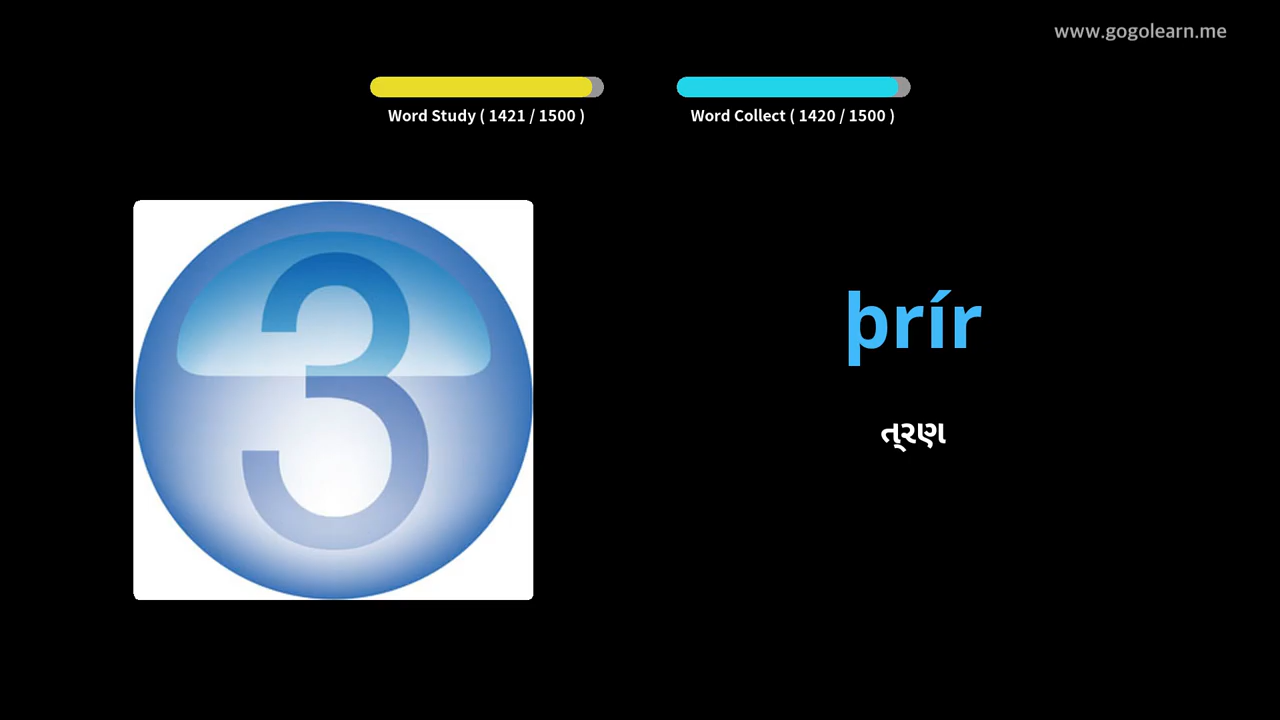 www.gogolearn.me
Word Study ( 1421 / 1500 )
Word Collect ( 1420 / 1500 )
3
þrír
ત્રણ